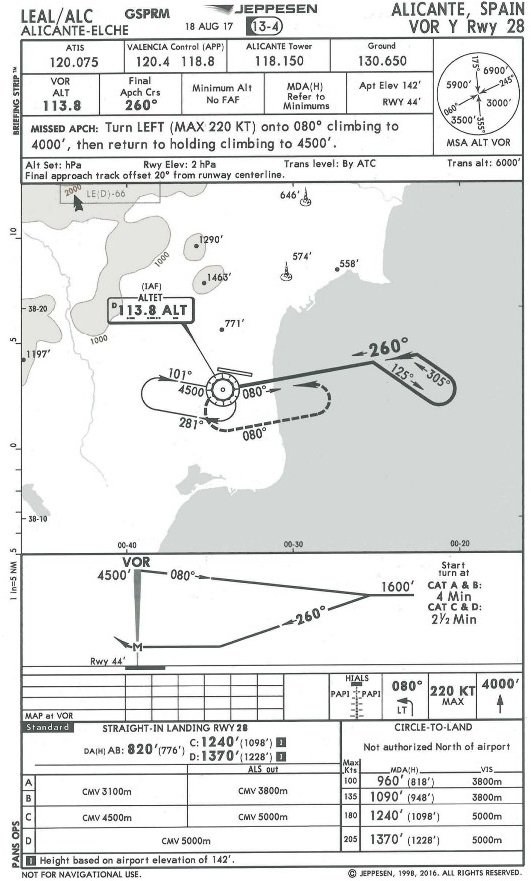 LEAL/ALC GSPRM JEPPESEN ALICANTE, SPAIN
ALICANTE-ELCHE 18 AUG 17 13-4 VOR Y Rwy 28
BRIEFING STRIP™
ATIS VALENCIA Control (APP) ALICANTE Tower Ground
120.075 120.4 118.8 118.150 130.650
VOR ALT 113.8
Final Apch Crs 260°
Minimum Alt No FAF
MDA(H) Refer to Minimums
Apt Elev 142'
RWY 44'
MISSED APCH: Turn LEFT (MAX 220 KT) onto 080° climbing to
4000', then return to holding climbing to 4500'.
175°
6900'
5900'
245°
3000'
060°
3500'
355°
MSA ALT VOR
Alt Set: hPa Rwy Elev: 2 hPa Trans level: By ATC Trans alt: 6000'
Final approach track offset 20° from runway centerline.
2000
LE(D)-66
646'
1290'
1000
574'
558'
1463'
(IAF)
ALTET
D 113.8 ALT
771'
1000
1197'
10
38-20
5
0
38-10
5
101°
4500
281°
080°
080°
260°
125°
305°
00-40 00-30 00-20
1 in=5 NM
VOR
4500' 080° 1600'
260°
M
Rwy 44'
Start
turn at
CAT A & B:
4 Min
CAT C & D:
2½ Min
MAP at VOR
HIALS
PAPI PAPI
080°
LT
220 KT
MAX
4000'
Standard STRAIGHT-IN LANDING RWY 28 CIRCLE-TO-LAND
DA(H) AB: 820'(776') C: 1240'(1098') 1
D: 1370'(1228') 1
Not authorized North of airport
ALS out
Max Kts MDA(H) VIS
A
B
CMV 3100m CMV 3800m
C CMV 4500m CMV 5000m
D CMV 5000m
100 960' (818') 3800m
135 1090' (948') 3800m
180 1240' (1098') 5000m
205 1370' (1228') 5000m
PANS OPS
1 Height based on airport elevation of 142'.
NOT FOR NAVIGATIONAL USE. © JEPPESEN, 1998, 2016. ALL RIGHTS RESERVED.